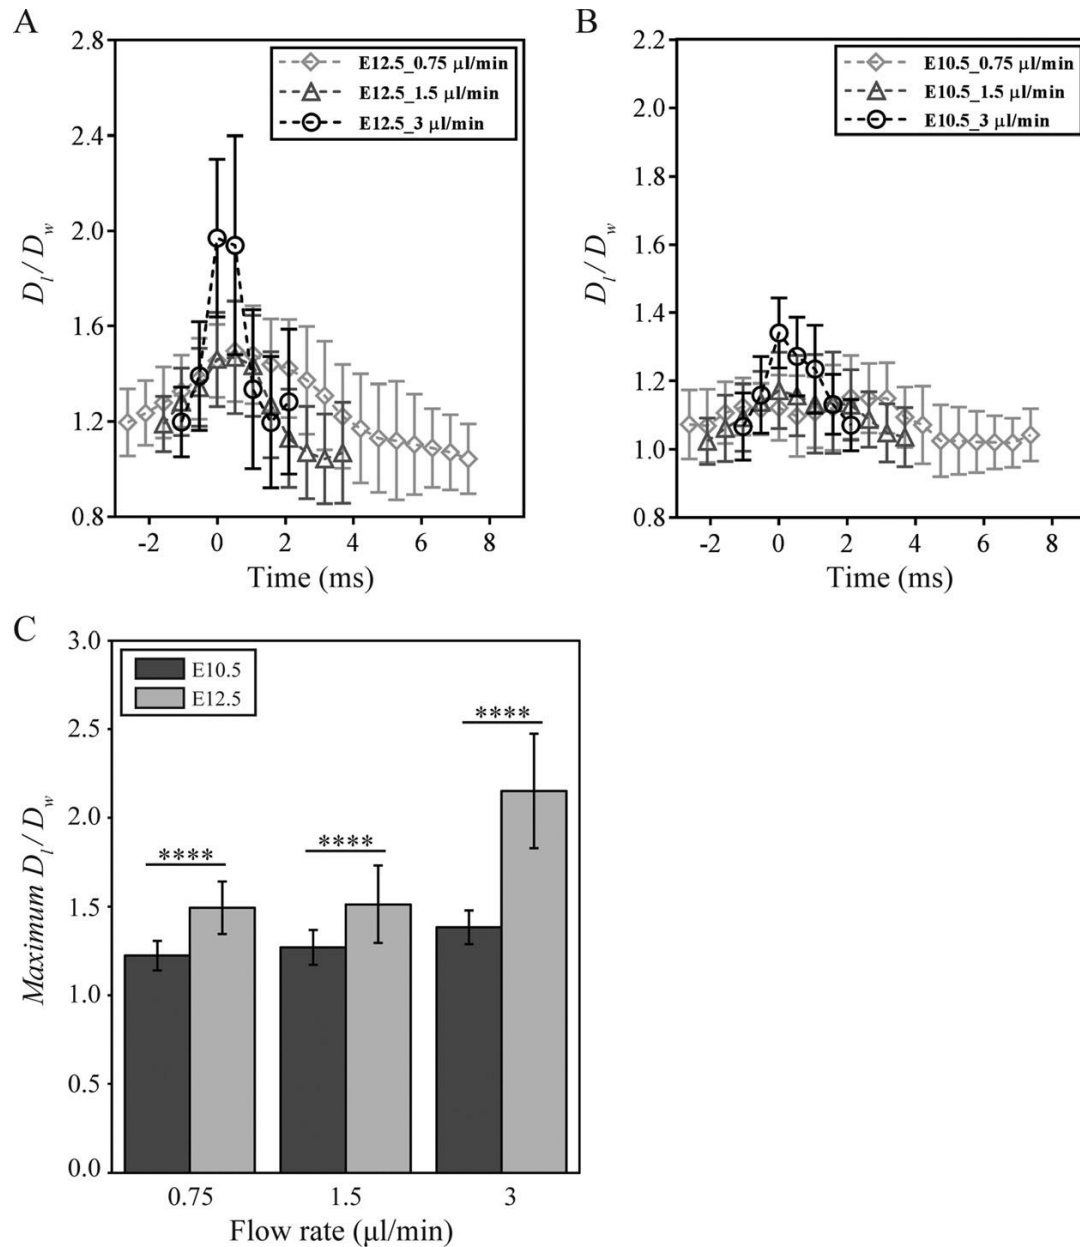 A
2.8
2.4
2.0
1.6
1.2
0.8
D_l / D_w
E12.5_0.75 µl/min
E12.5_1.5 µl/min
E12.5_3 µl/min
-2 0 2 4 6 8
Time (ms)
B
2.2
2.0
1.8
1.6
1.4
1.2
1.0
0.8
D_l / D_w
E10.5_0.75 µl/min
E10.5_1.5 µl/min
E10.5_3 µl/min
-2 0 2 4 6 8
Time (ms)
C
3.0
2.5
2.0
1.5
1.0
0.5
0.0
Maximum D_l / D_w
E10.5
E12.5
**** **** ****
0.75 1.5 3
Flow rate (µl/min)